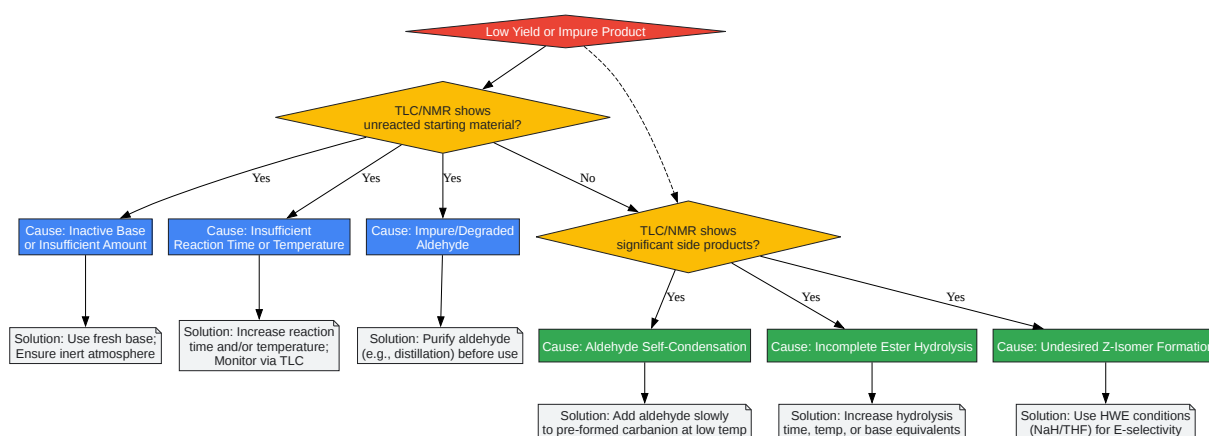 Low Yield or Impure Product
TLC/NMR shows
unreacted starting material?
Yes
Yes
Yes
No
Cause: Inactive Base
or Insufficient Amount
Cause: Insufficient
Reaction Time or Temperature
Cause: Impure/Degraded
Aldehyde
TLC/NMR shows
significant side products?
Yes
Yes
Yes
Solution: Use fresh base;
Ensure inert atmosphere
Solution: Increase reaction
time and/or temperature;
Monitor via TLC
Solution: Purify aldehyde
(e.g., distillation) before use
Cause: Aldehyde Self-Condensation
Cause: Incomplete Ester Hydrolysis
Cause: Undesired Z-Isomer Formation
Solution: Add aldehyde slowly
to pre-formed carbanion at low temp
Solution: Increase hydrolysis
time, temp, or base equivalents
Solution: Use HWE conditions
(NaH/THF) for E-selectivity